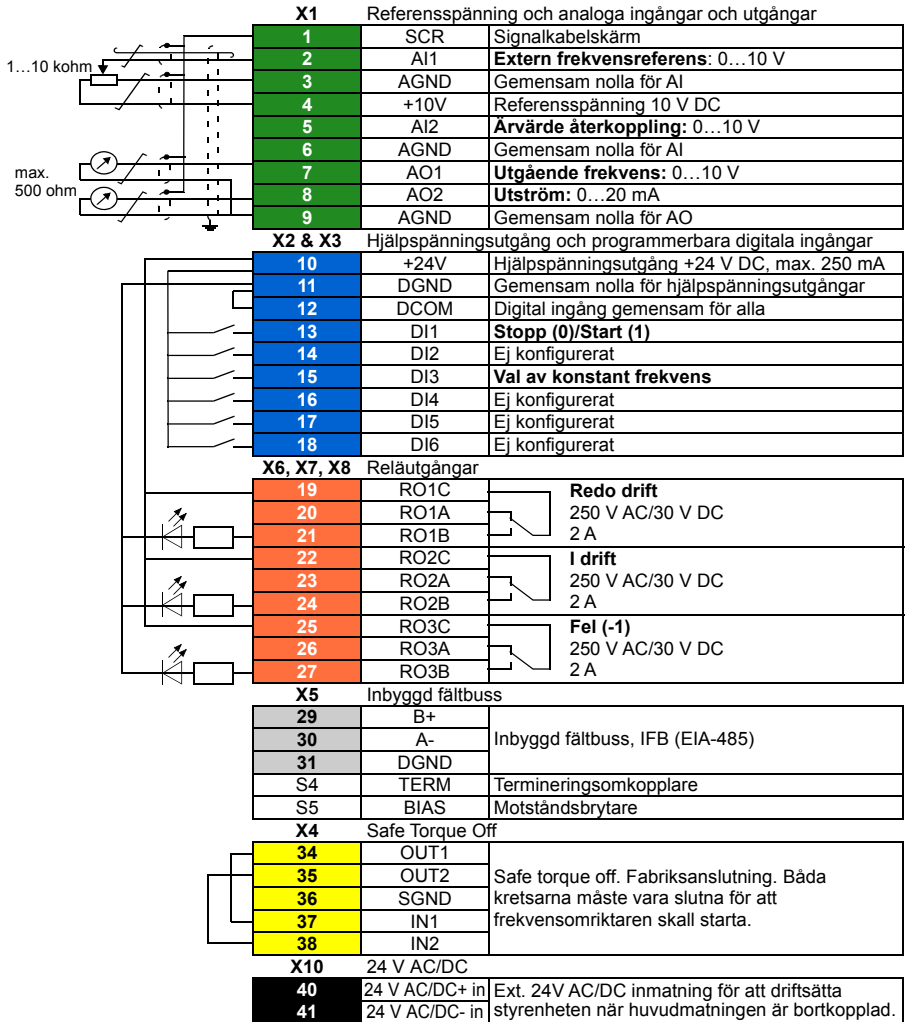 X1 Referensspänning och analoga ingångar och utgångar
1 SCR Signalkabelskärm
2 AI1 Extern frekvensreferens: 0…10 V
1…10 kohm
3 AGND Gemensam nolla för AI
4 +10V Referensspänning 10 V DC
5 AI2 Ärvärde återkoppling: 0…10 V
6 AGND Gemensam nolla för AI
7 AO1 Utgående frekvens: 0…10 V
max.
500 ohm
8 AO2 Utström: 0…20 mA
9 AGND Gemensam nolla för AO
X2 & X3 Hjälpspänningsutgång och programmerbara digitala ingångar
10 +24V Hjälpspänningsutgång +24 V DC, max. 250 mA
11 DGND Gemensam nolla för hjälpspänningsutgångar
12 DCOM Digital ingång gemensam för alla
13 DI1 Stopp (0)/Start (1)
14 DI2 Ej konfigurerat
15 DI3 Val av konstant frekvens
16 DI4 Ej konfigurerat
17 DI5 Ej konfigurerat
18 DI6 Ej konfigurerat
X6, X7, X8 Reläutgångar
19 RO1C Redo drift
20 RO1A 250 V AC/30 V DC
21 RO1B 2 A
22 RO2C I drift
23 RO2A 250 V AC/30 V DC
24 RO2B 2 A
25 RO3C Fel (-1)
26 RO3A 250 V AC/30 V DC
27 RO3B 2 A
X5 Inbyggd fältbuss
29 B+
30 A- Inbyggd fältbuss, IFB (EIA-485)
31 DGND
S4 TERM Termineringsomkopplare
S5 BIAS Motståndsbrytare
X4 Safe Torque Off
34 OUT1
35 OUT2 Safe torque off. Fabriksanslutning. Båda
36 SGND kretsarna måste vara slutna för att
37 IN1 frekvensomriktaren skall starta.
38 IN2
X10 24 V AC/DC
40 24 V AC/DC+ in Ext. 24V AC/DC inmatning för att driftsätta
41 24 V AC/DC- in styrenheten när huvudmatningen är bortkopplad.